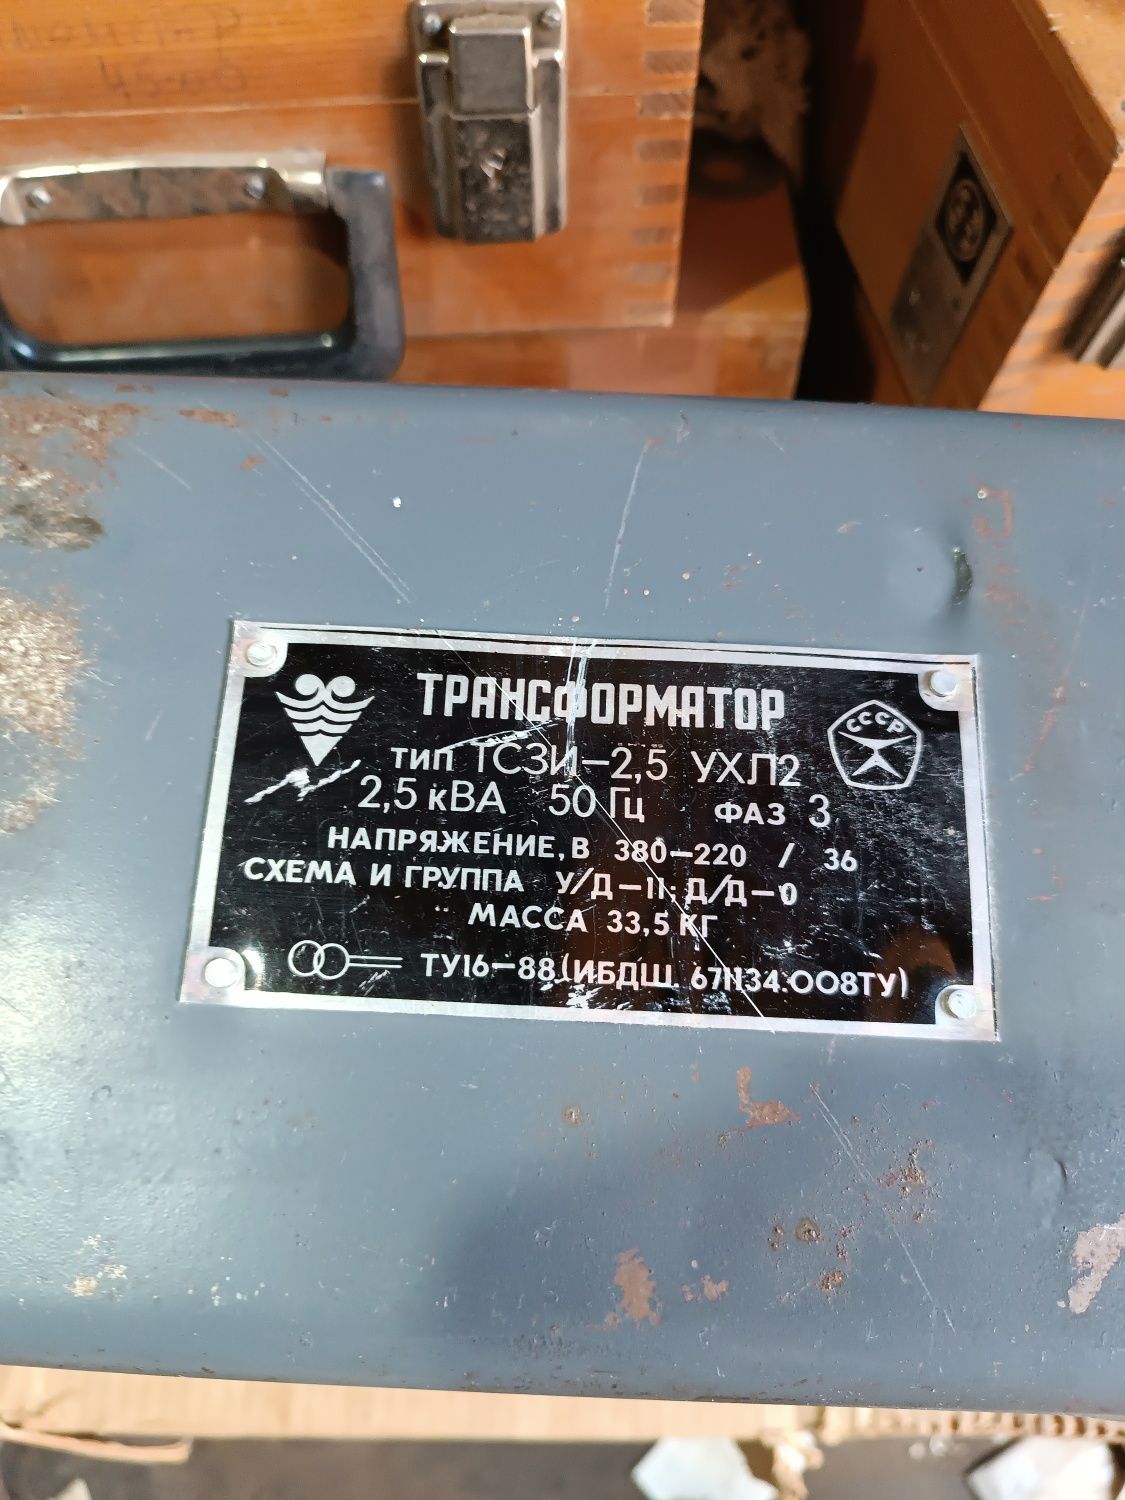 4500
ТРАНСФОРМАТОР
СССР
ТИП ТСЗИ-2,5 УХЛ2
2,5 кВА 50 Гц ФАЗ 3
НАПРЯЖЕНИЕ, В 380-220 / 36
СХЕМА И ГРУППА У/Д-11; Д/Д-0
МАССА 33,5 КГ
ТУ16-88 (ИБДШ. 671134.008ТУ)